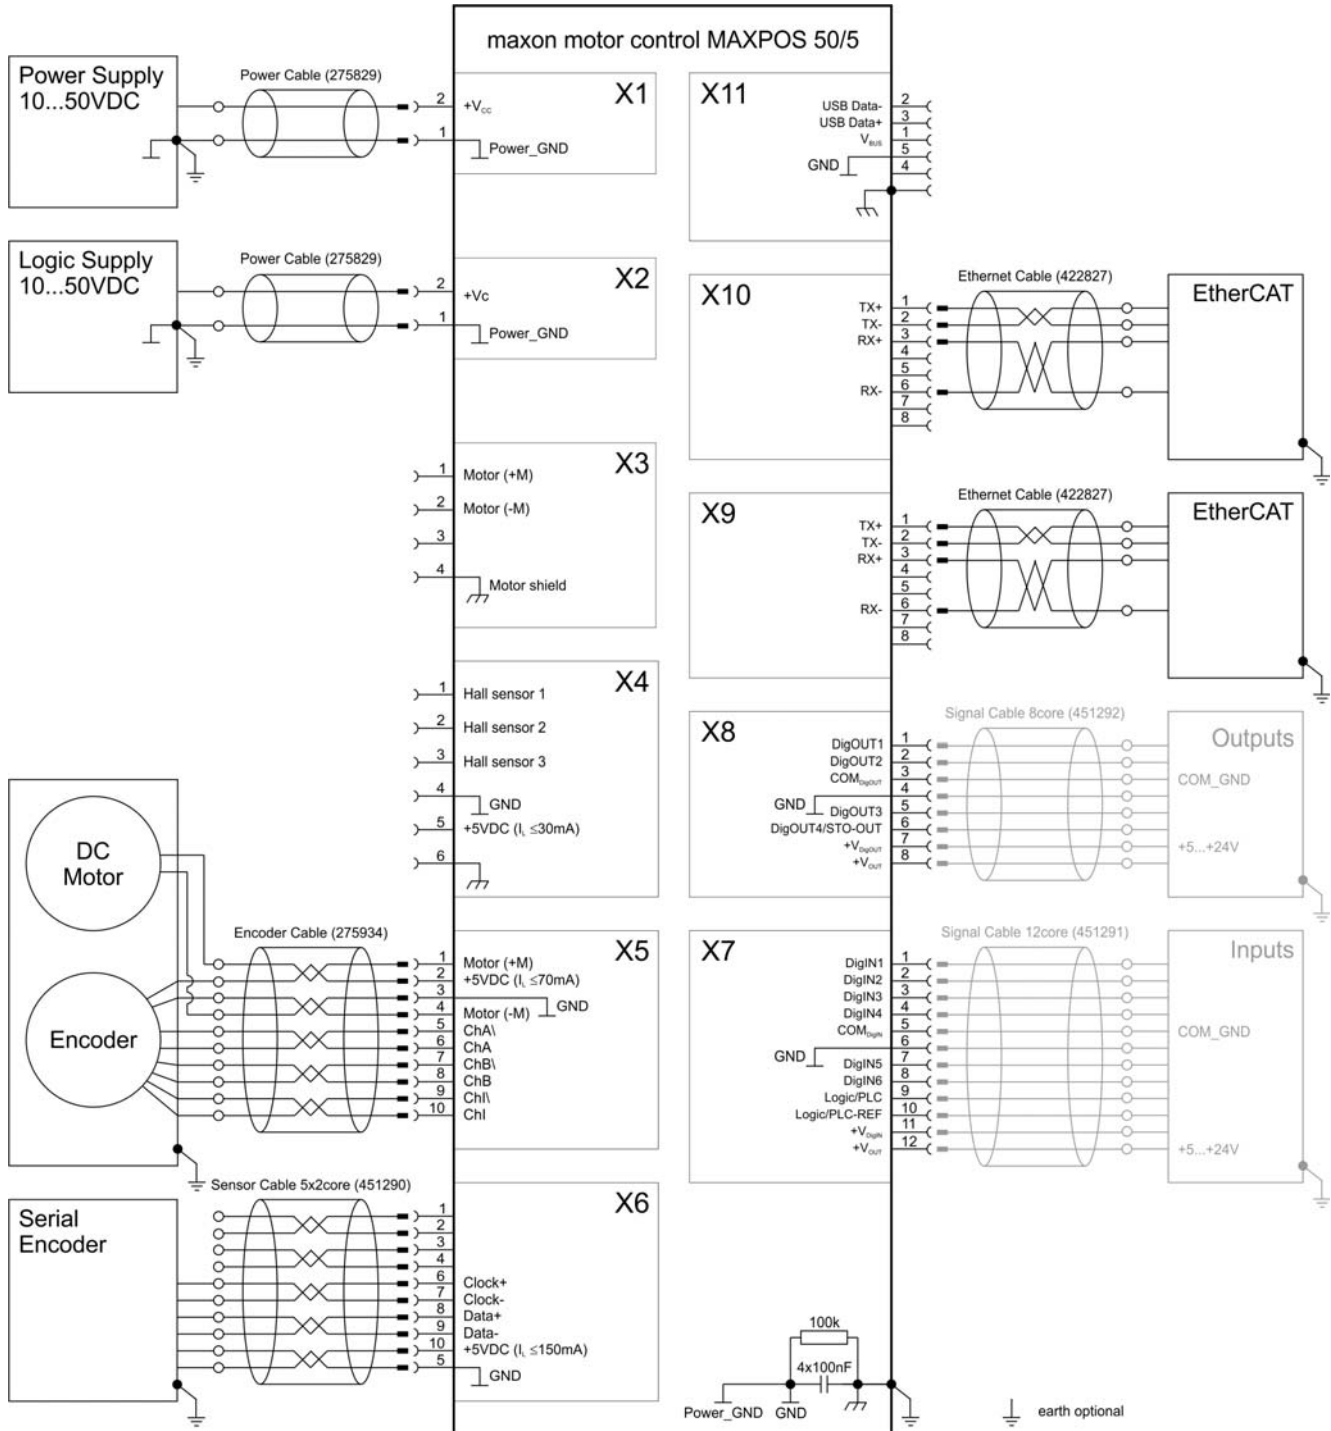 maxon motor control MAXPOS 50/5
Power Supply
10...50VDC
Power Cable (275829)
2
1
+Vcc
Power_GND
X1
Logic Supply
10...50VDC
Power Cable (275829)
2
1
+Vc
Power_GND
X2
X3
1 Motor (+M)
2 Motor (-M)
3
4 Motor shield
X4
1 Hall sensor 1
2 Hall sensor 2
3 Hall sensor 3
4 GND
5 +5VDC (IL ≤30mA)
6
DC
Motor
Encoder
Encoder Cable (275934)
X5
1 Motor (+M)
2 +5VDC (IL ≤70mA)
3 GND
4 Motor (-M)
5 ChA\
6 ChA
7 ChB\
8 ChB
9 ChI\
10 ChI
Serial
Encoder
Sensor Cable 5x2core (451290)
X6
1
2
3
4
6 Clock+
7 Clock-
8 Data+
9 Data-
10 +5VDC (IL ≤150mA)
5 GND
X11
USB Data- 2
USB Data+ 3
VBUS 1
GND 5
4
X10
TX+ 1
TX- 2
RX+ 3
4
5
RX- 6
7
8
Ethernet Cable (422827)
EtherCAT
X9
TX+ 1
TX- 2
RX+ 3
4
5
RX- 6
7
8
Ethernet Cable (422827)
EtherCAT
X8
DigOUT1 1
DigOUT2 2
COMDigOUT 3
GND 4
DigOUT3 5
DigOUT4/STO-OUT 6
+VDigOUT 7
+VOUT 8
Signal Cable 8core (451292)
Outputs
COM_GND
+5...+24V
X7
DigIN1 1
DigIN2 2
DigIN3 3
DigIN4 4
COMDigIN 5
GND 6
DigIN5 7
DigIN6 8
Logic/PLC 9
Logic/PLC-REF 10
+VDigIN 11
+VOUT 12
Signal Cable 12core (451291)
Inputs
COM_GND
+5...+24V
100k
4x100nF
Power_GND GND
earth optional